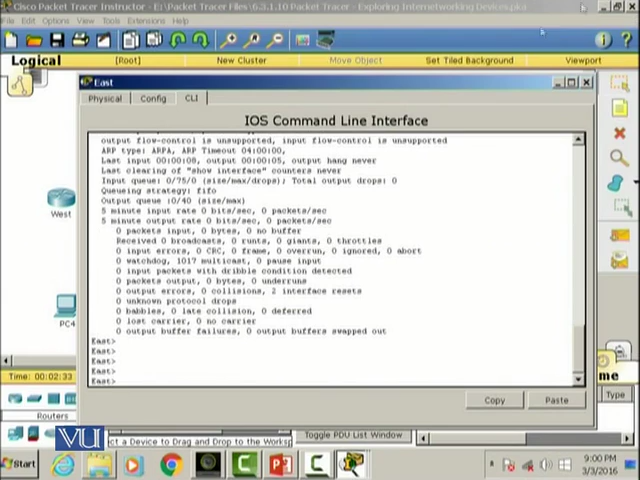 Cisco Packet Tracer Instructor - E:\Packet Tracer Files\6.3.1.10 Packet Tracer - Exploring Internetworking Devices.pka
File Edit Options View Tools Extensions Help
Logical
[Root]
New Cluster
Move Object
Set Tiled Background
Viewport
East
Physical
Config
CLI
IOS Command Line Interface
output flow-control is unsupported, input flow-control is unsupported
ARP type: ARPA, ARP Timeout 04:00:00,
Last input 00:00:08, output 00:00:05, output hang never
Last clearing of "show interface" counters never
Input queue: 0/75/0 (size/max/drops); Total output drops: 0
Queueing strategy: fifo
Output queue :0/40 (size/max)
5 minute input rate 0 bits/sec, 0 packets/sec
5 minute output rate 0 bits/sec, 0 packets/sec
0 packets input, 0 bytes, 0 no buffer
Received 0 broadcasts, 0 runts, 0 giants, 0 throttles
0 input errors, 0 CRC, 0 frame, 0 overrun, 0 ignored, 0 abort
0 watchdog, 1017 multicast, 0 pause input
0 input packets with dribble condition detected
0 packets output, 0 bytes, 0 underruns
0 output errors, 0 collisions, 2 interface resets
0 unknown protocol drops
0 babbles, 0 late collision, 0 deferred
0 lost carrier, 0 no carrier
0 output buffer failures, 0 output buffers swapped out
East>
East>
East>
East>
East>
Copy
Paste
West
PC4
Time: 00:02:33
me
Type
Routers
VU
ct a Device to Drag and Drop to the Worksp
Toggle PDU List Window
Start
9:00 PM
3/3/2016